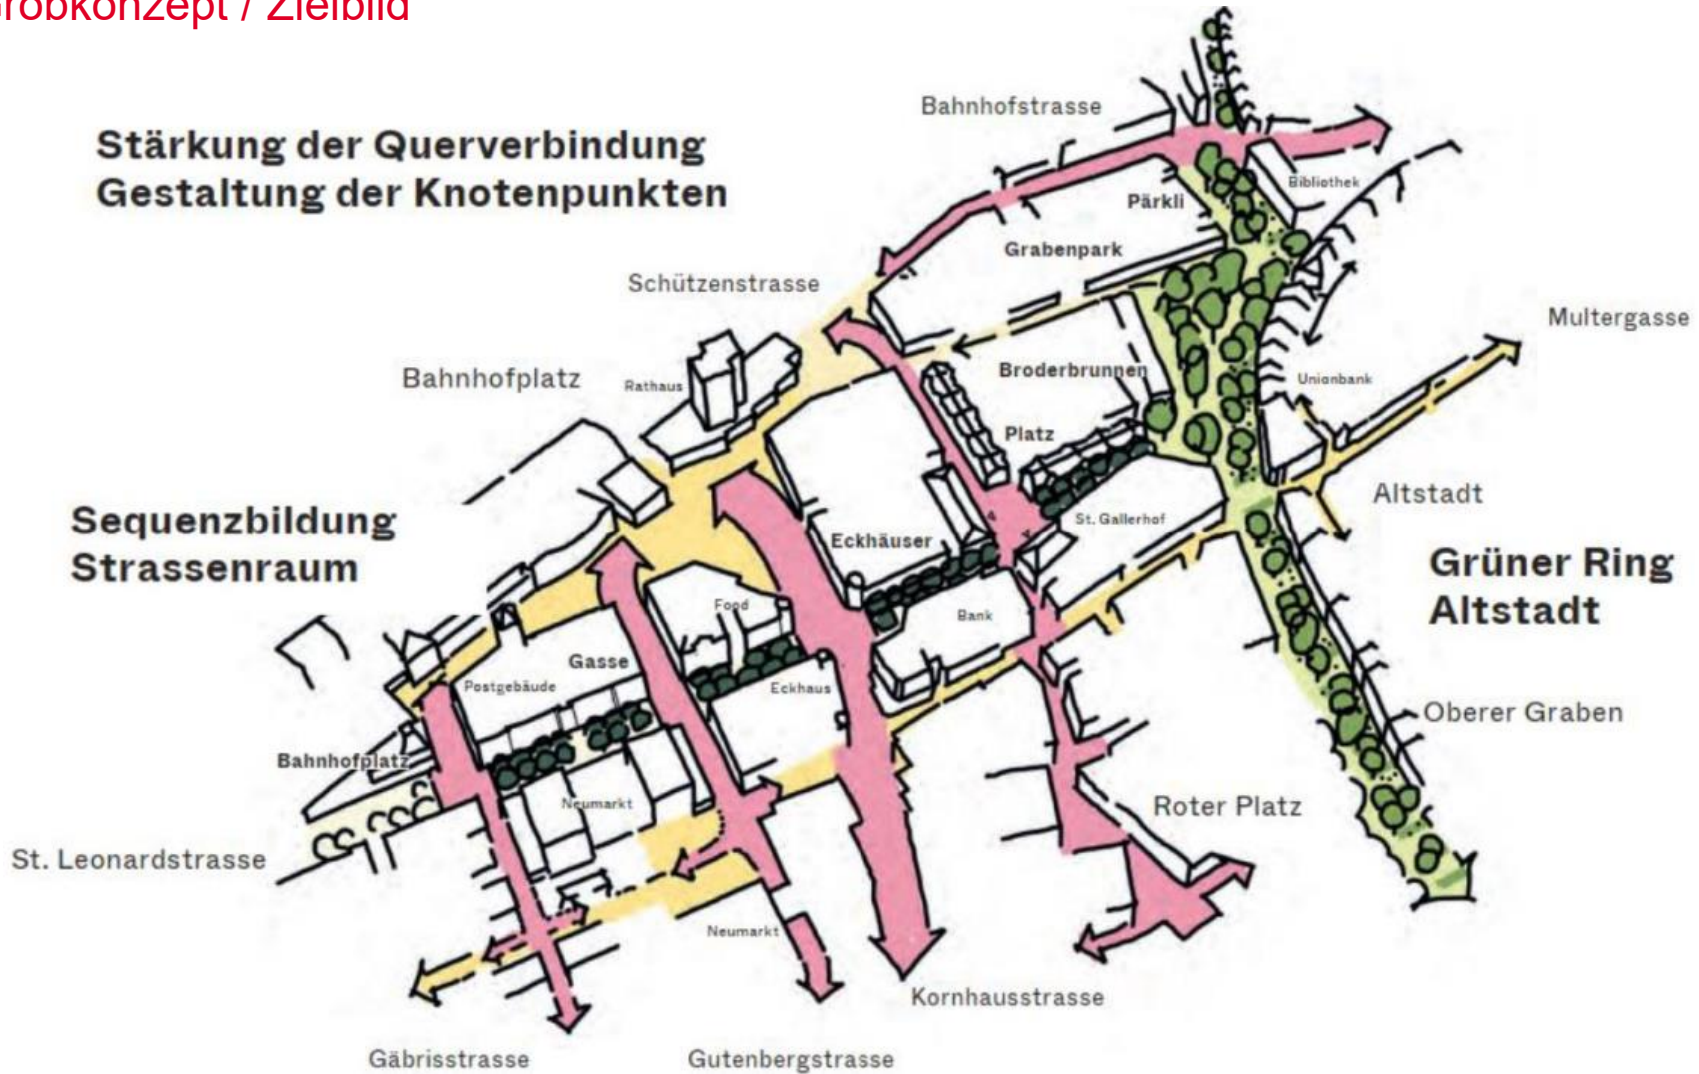 Grobkonzept / Zielbild
Bahnhofstrasse
Stärkung der Querverbindung
Gestaltung der Knotenpunkten
Bibliothek
Pärkli
Grabenpark
Schützenstrasse
Multergasse
Bahnhofplatz
Rathaus
Broderbrunnen
Unionbank
Platz
Altstadt
Sequenzbildung
Strassenraum
St. Gallerhof
Eckhäuser
Grüner Ring
Altstadt
Food
Bank
Gasse
Postgebäude
Eckhaus
Oberer Graben
Bahnhofplatz
Neumarkt
Roter Platz
St. Leonardstrasse
Neumarkt
Kornhausstrasse
Gäbrisstrasse
Gutenbergstrasse